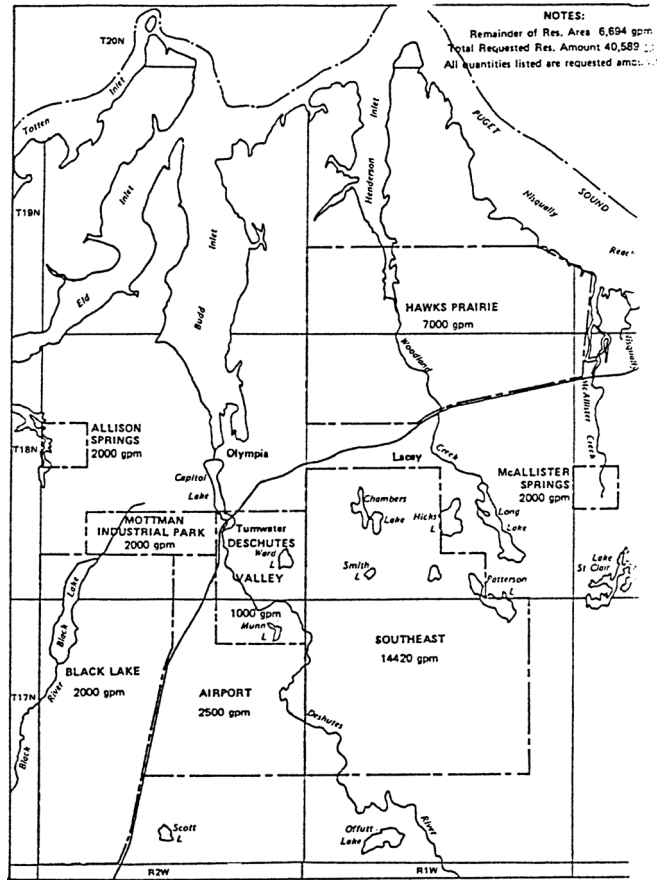 NOTES:
Remainder of Res. Area 6,694 gpm
Total Requested Res. Amount 40,589
All quantities listed are requested
T20N
Totten
Inlet
Inlet
Eld
Inlet
Budd
Inlet
Henderson
PUGET
SOUND
Nisqually
T19N
HAWKS PRAIRIE
7000 gpm
Woodland
Creek
McAllister
Creek
ALLISON
SPRINGS
2000 gpm
T18N
Olympia
Capitol
Lake
Lacey
McALLISTER
SPRINGS
2000 gpm
MOTTMAN
INDUSTRIAL PARK
2000 gpm
Tumwater
DESCHUTES
Ward
L
VALLEY
1000 gpm
Munn
L
Chambers
Lake
Hicks
L
Long
Lake
Smith
L
Patterson
L
Lake
St Clair
SOUTHEAST
14420 gpm
Black
Lake
BLACK LAKE
2000 gpm
T17N
Black
River
AIRPORT
2500 gpm
Deshutes
River
Scott
L
Offutt
Lake
R2W
R1W